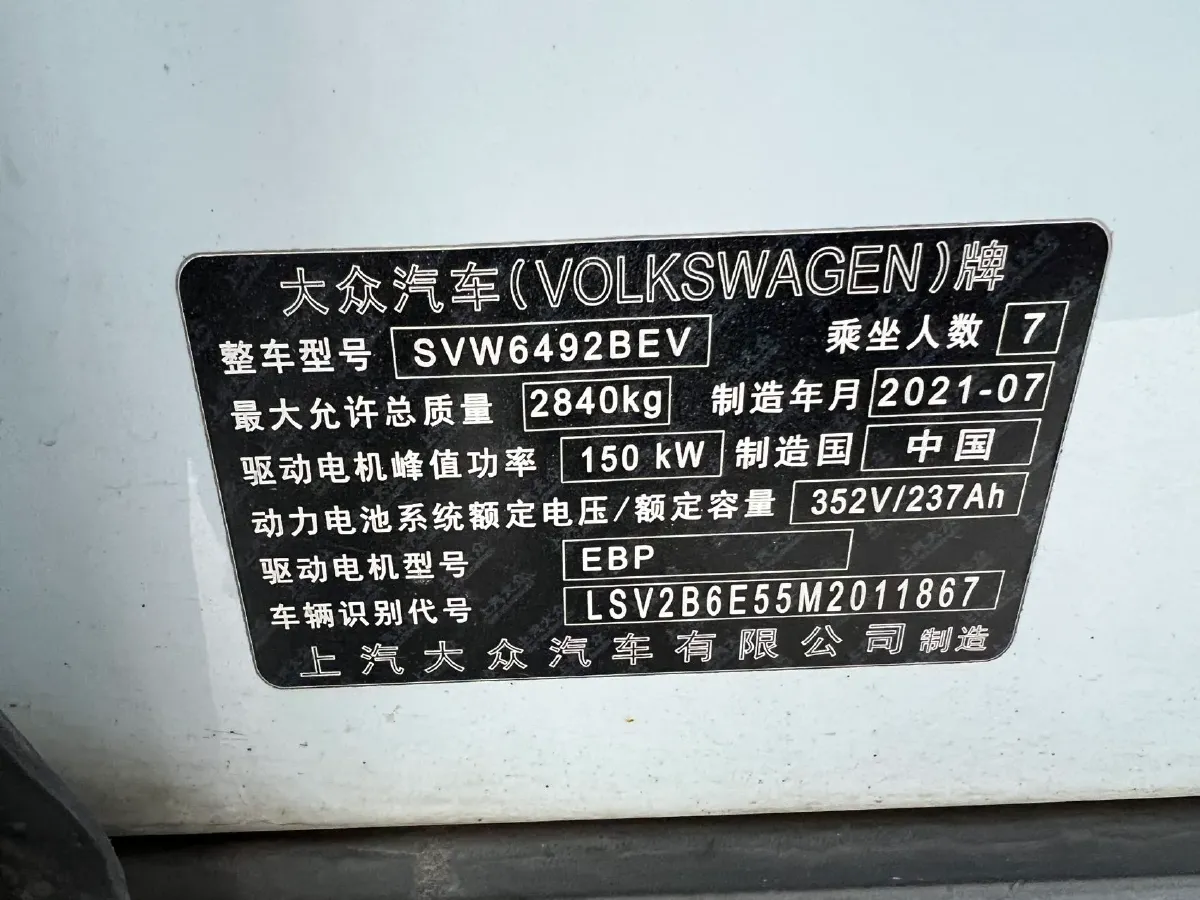 大众汽车(VOLKSWAGEN)牌
整车型号 SVW6492BEV 乘坐人数 7
最大允许总质量 2840kg 制造年月 2021-07
驱动电机峰值功率 150 kW 制造国 中国
动力电池系统额定电压/额定容量 352V/237Ah
驱动电机型号 EBP
车辆识别代号 LSV2B6E55M2011867
上汽大众汽车有限公司 制造